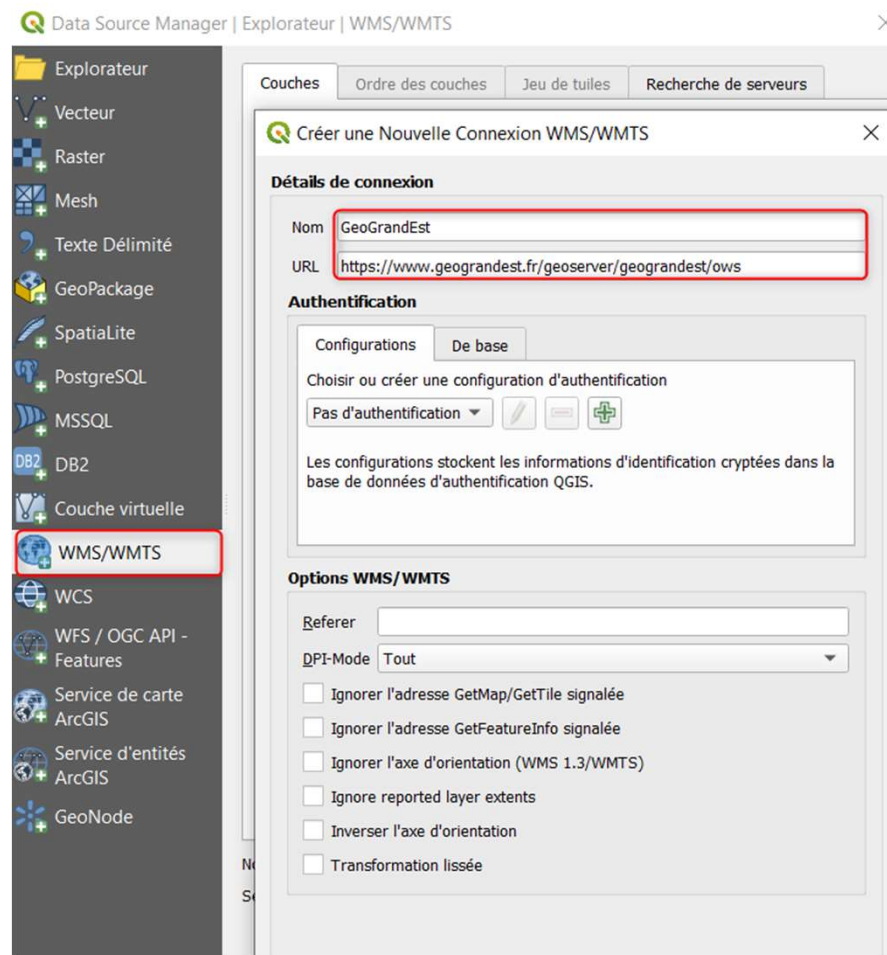 Data Source Manager | Explorateur | WMS/WMTS
Explorateur
Vecteur
Raster
Mesh
Texte Délimité
GeoPackage
SpatiaLite
PostgreSQL
MSSQL
DB2
DB2
Couche virtuelle
WMS/WMTS
WCS
WFS / OGC API -
Features
Service de carte
ArcGIS
Service d'entités
ArcGIS
GeoNode
Couches
Ordre des couches
Jeu de tuiles
Recherche de serveurs
Créer une Nouvelle Connexion WMS/WMTS
Détails de connexion
Nom GeoGrandEst
URL https://www.geograndest.fr/geoserver/geograndest/ows
Authentification
Configurations
De base
Choisir ou créer une configuration d'authentification
Pas d'authentification
Les configurations stockent les informations d'identification cryptées dans la
base de données d'authentification QGIS.
Options WMS/WMTS
Referer
DPI-Mode Tout
Ignorer l'adresse GetMap/GetTile signalée
Ignorer l'adresse GetFeatureInfo signalée
Ignorer l'axe d'orientation (WMS 1.3/WMTS)
Ignore reported layer extents
Inverser l'axe d'orientation
Transformation lissée